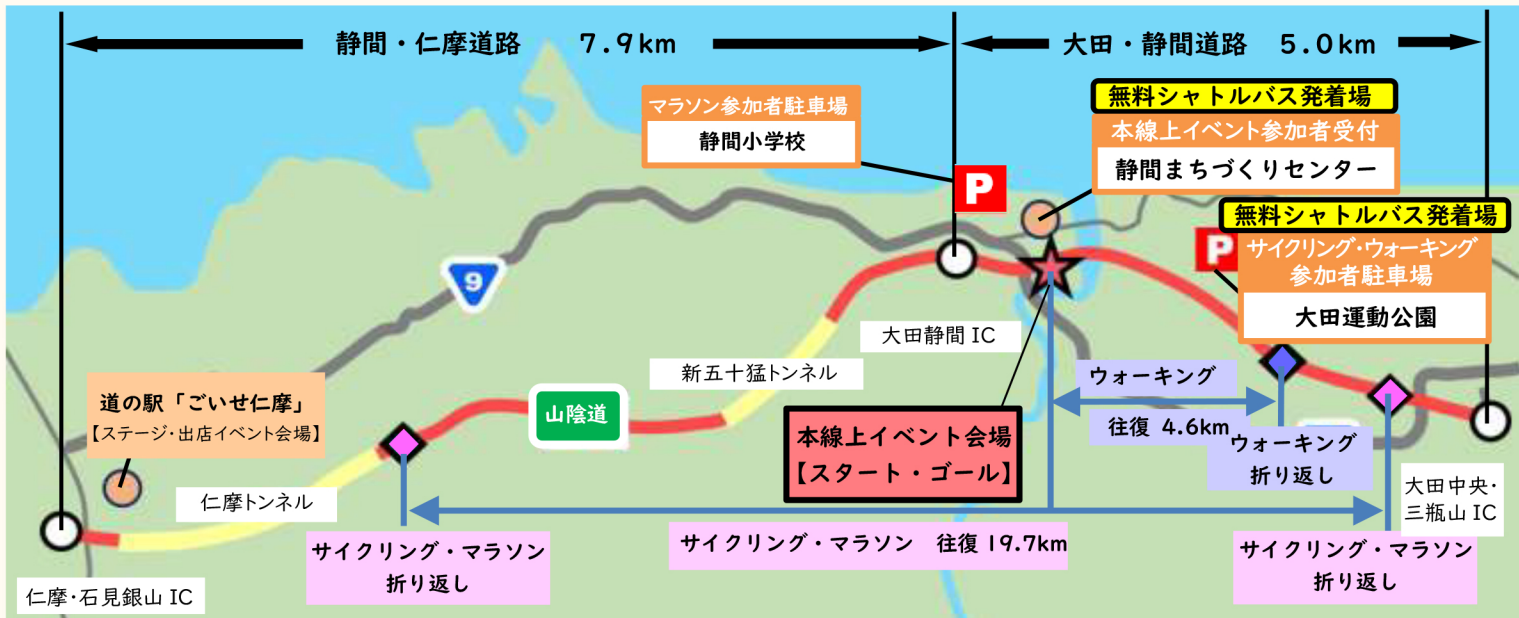 静間・仁摩道路 7.9km
大田・静間道路 5.0km
マラソン参加者駐車場
静間小学校
P
無料シャトルバス発着場
本線上イベント参加者受付
静間まちづくりセンター
無料シャトルバス発着場
P
サイクリング・ウォーキング
参加者駐車場
大田運動公園
9
大田静間 IC
新五十猛トンネル
山陰道
道の駅「ごいせ仁摩」
【ステージ・出店イベント会場】
仁摩トンネル
仁摩・石見銀山 IC
本線上イベント会場
【スタート・ゴール】
ウォーキング
往復 4.6km
ウォーキング
折り返し
大田中央・
三瓶山 IC
サイクリング・マラソン
折り返し
サイクリング・マラソン 往復 19.7km
サイクリング・マラソン
折り返し